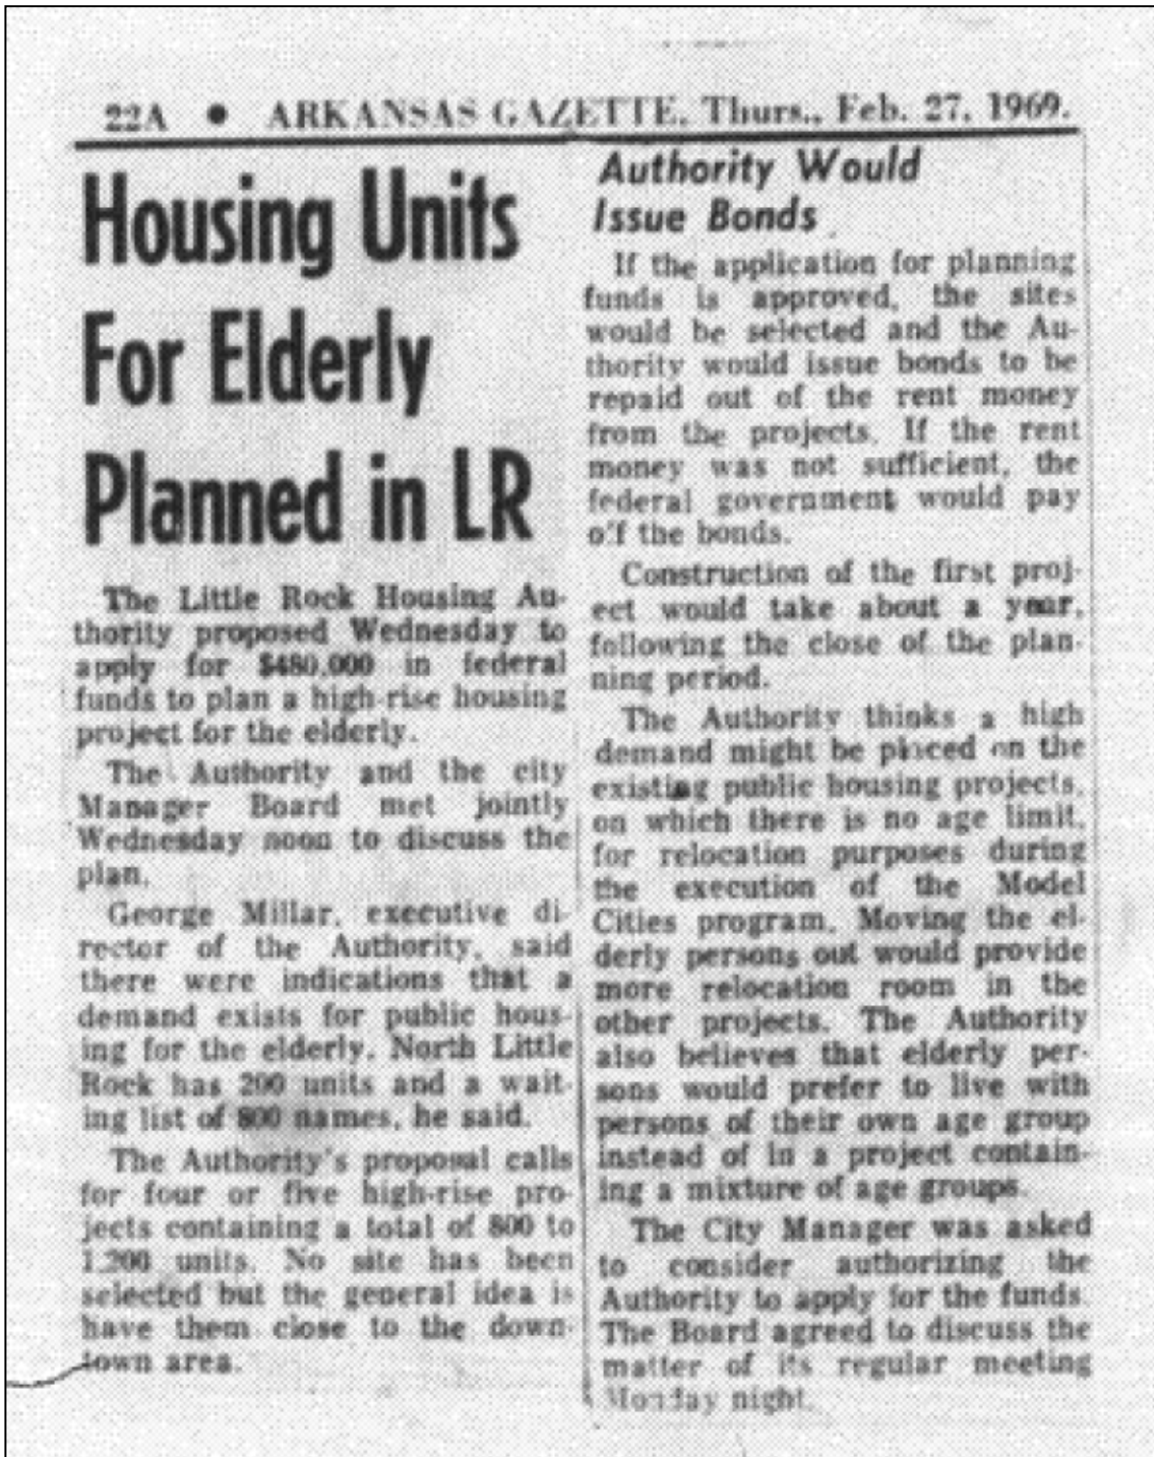 22A • ARKANSAS GAZETTE, Thurs., Feb. 27, 1969.
Housing Units
For Elderly
Planned in LR
The Little Rock Housing Au-
thority proposed Wednesday to
apply for $480,000 in federal
funds to plan a high-rise housing
project for the elderly.
The Authority and the city
Manager Board met jointly
Wednesday noon to discuss the
plan.
George Millar, executive di-
rector of the Authority, said
there were indications that a
demand exists for public hous-
ing for the elderly. North Little
Rock has 200 units and a wait-
ing list of 800 names, he said.
The Authority's proposal calls
for four or five high-rise pro-
jects containing a total of 800 to
1,200 units. No site has been
selected but the general idea is
have them close to the down-
town area.
Authority Would
Issue Bonds
If the application for planning
funds is approved, the sites
would be selected and the Au-
thority would issue bonds to be
repaid out of the rent money
from the projects. If the rent
money was not sufficient, the
federal government would pay
off the bonds.
Construction of the first proj-
ect would take about a year,
following the close of the plan-
ning period.
The Authority thinks a high
demand might be placed on the
existing public housing projects,
on which there is no age limit,
for relocation purposes during
the execution of the Model
Cities program. Moving the el-
derly persons out would provide
more relocation room in the
other projects. The Authority
also believes that elderly per-
sons would prefer to live with
persons of their own age group
instead of in a project contain-
ing a mixture of age groups.
The City Manager was asked
to consider authorizing the
Authority to apply for the funds.
The Board agreed to discuss the
matter of its regular meeting
Monday night.